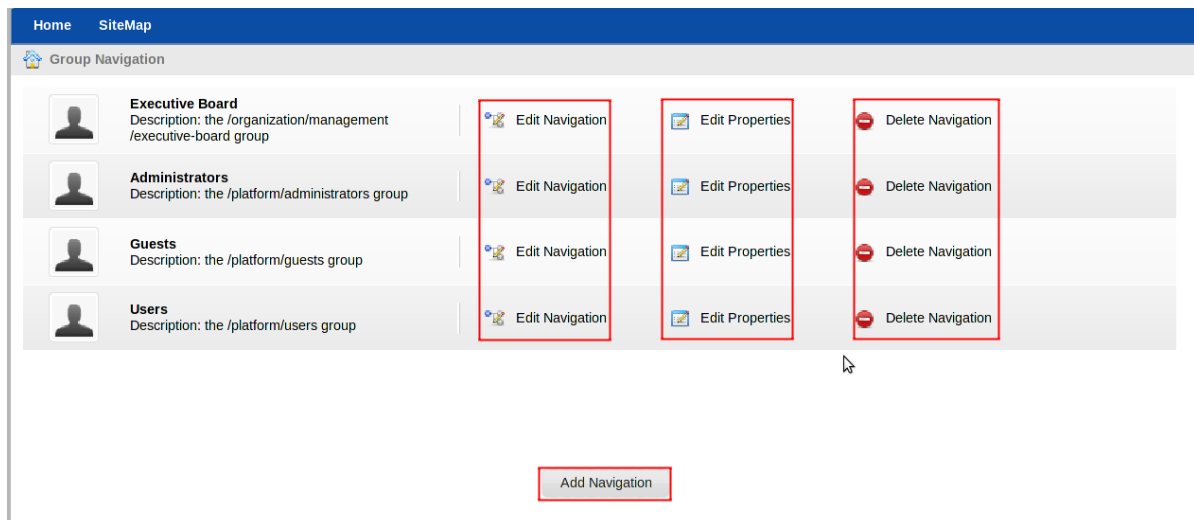 Home SiteMap
Group Navigation
Executive Board
Description: the /organization/management
/executive-board group
Edit Navigation Edit Properties Delete Navigation
Administrators
Description: the /platform/administrators group
Edit Navigation Edit Properties Delete Navigation
Guests
Description: the /platform/guests group
Edit Navigation Edit Properties Delete Navigation
Users
Description: the /platform/users group
Edit Navigation Edit Properties Delete Navigation
Add Navigation